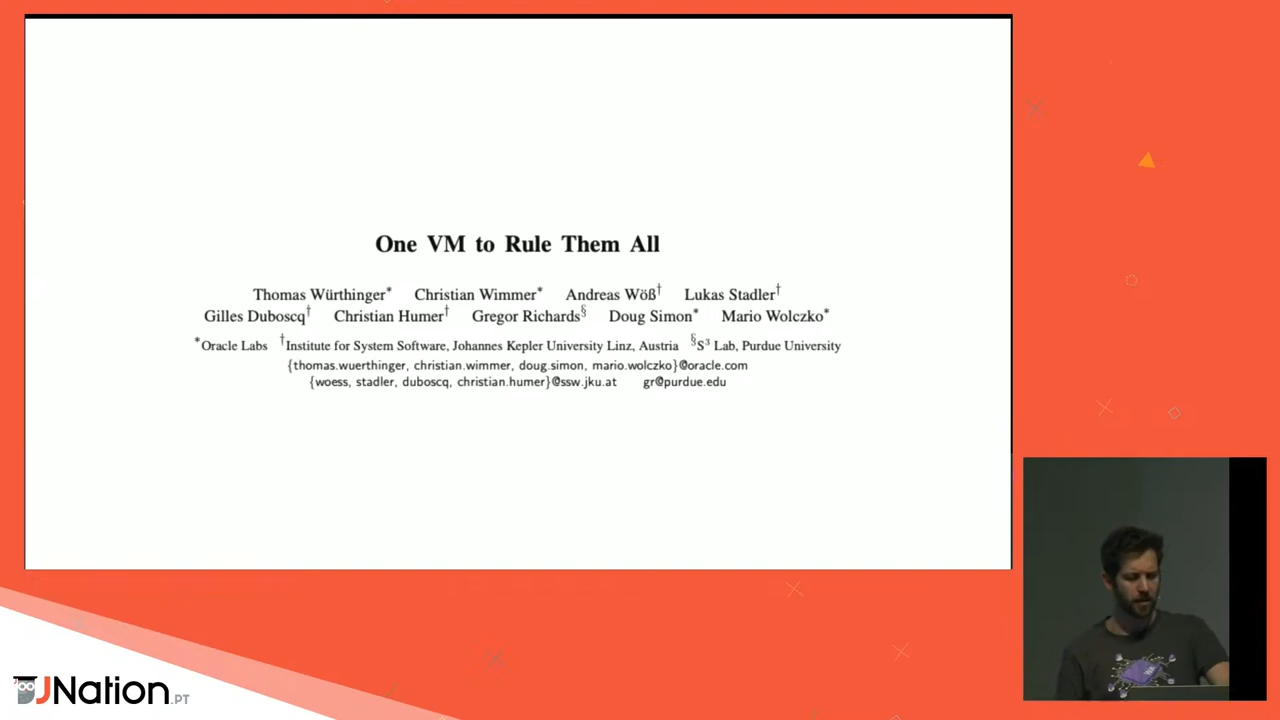 One VM to Rule Them All
Thomas Würthinger* Christian Wimmer* Andreas Wöß† Lukas Stadler†
Gilles Duboscq† Christian Humer† Gregor Richards§ Doug Simon* Mario Wolczko*
*Oracle Labs †Institute for System Software, Johannes Kepler University Linz, Austria §S³ Lab, Purdue University
{thomas.wuerthinger, christian.wimmer, doug.simon, mario.wolczko}@oracle.com
{woess, stadler, duboscq, christian.humer}@ssw.jku.at gr@purdue.edu
JNation.PT